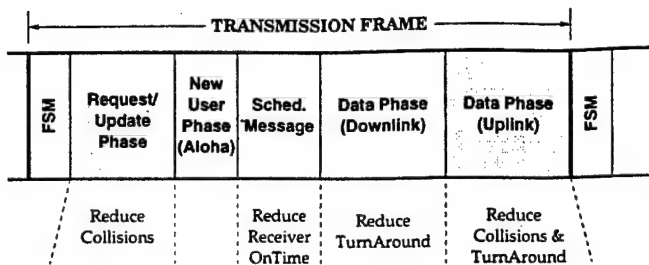 TRANSMISSION FRAME
FSM
Request/
Update
Phase
New
User
Phase
(Aloha)
Sched.
Message
Data Phase
(Downlink)
Data Phase
(Uplink)
FSM
Reduce
Collisions
Reduce
Receiver
OnTime
Reduce
TurnAround
Reduce
Collisions &
TurnAround